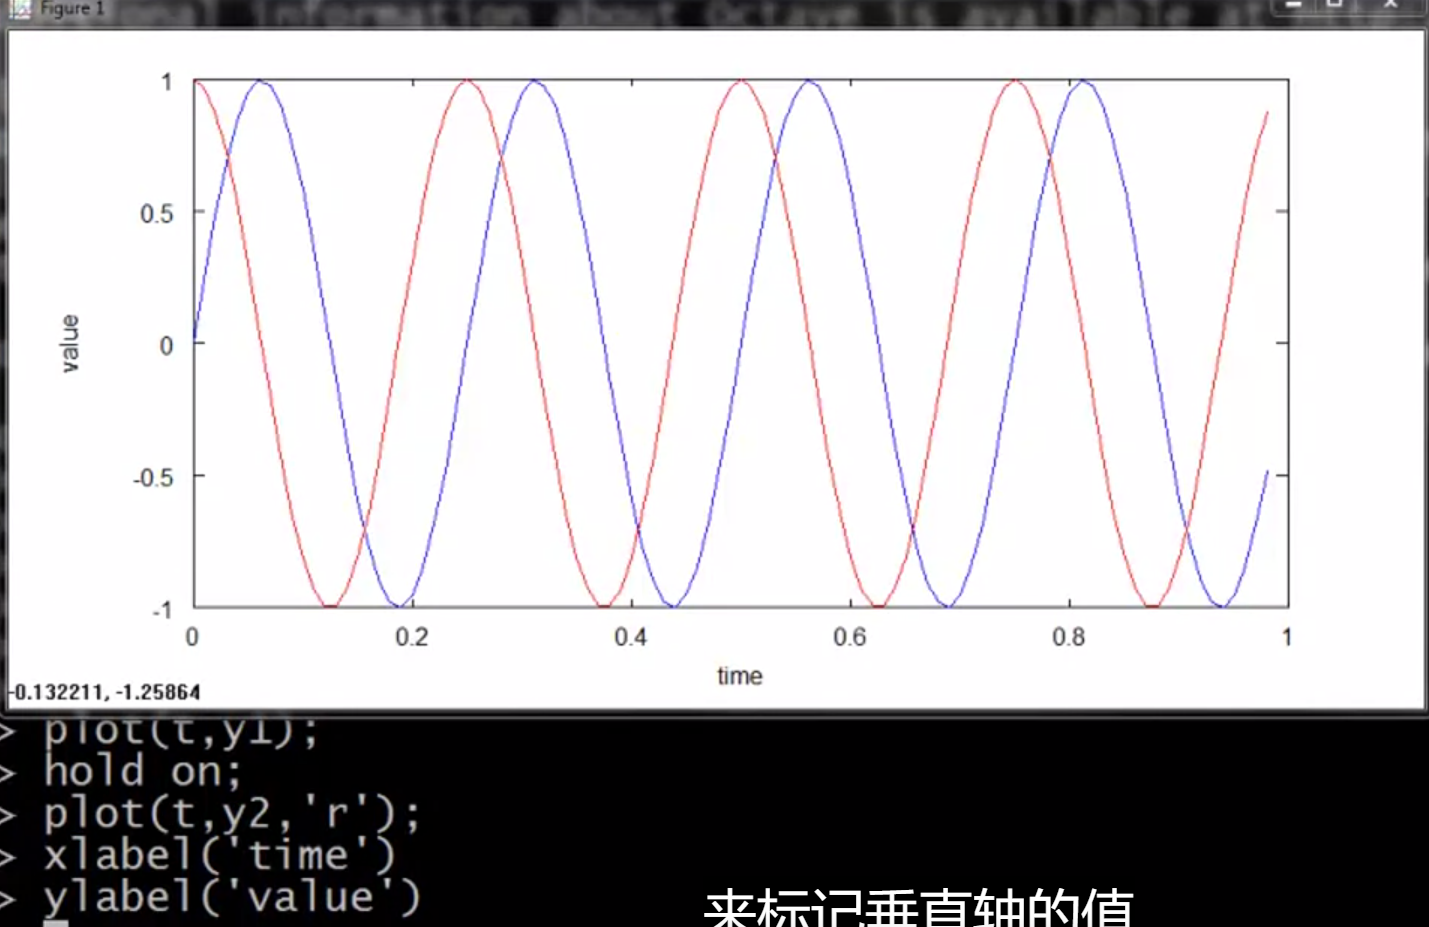 Figure 1
information about Octave is available at
1
0.5
0
-0.5
-1
value
0 0.2 0.4 0.6 0.8 1
time
-0.132211, -1.25864
> plot(t,y1);
> hold on;
> plot(t,y2,'r');
> xlabel('time')
> ylabel('value')
来标记垂直轴的值